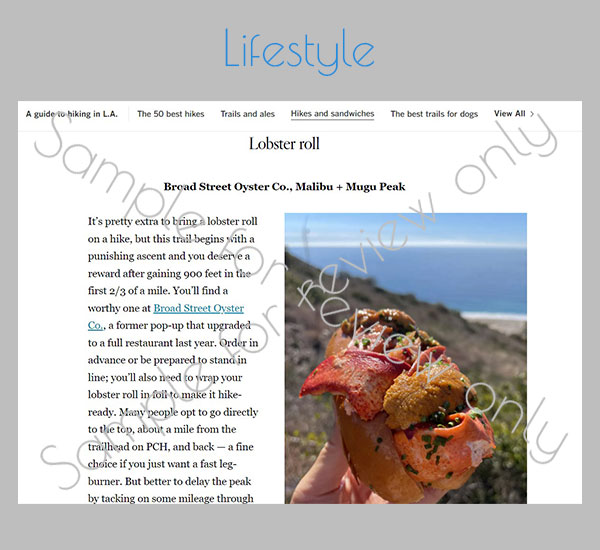 Lifestyle
A guide to hiking in L.A. The 50 best hikes Trails and ales Hikes and sandwiches The best trails for dogs View All >
Lobster roll
Broad Street Oyster Co., Malibu + Mugu Peak
It's pretty extra to bring a lobster roll
on a hike, but this trail begins with a
punishing ascent and you deserve a
reward after gaining 900 feet in the
first 2/3 of a mile. You'll find a
worthy one at Broad Street Oyster
Co., a former pop-up that upgraded
to a full restaurant last year. Order in
advance or be prepared to stand in
line; you'll also need to wrap your
lobster roll in foil to make it hike-
ready. Many people opt to go directly
to the top, about a mile from the
trailhead on PCH, and back — a fine
choice if you just want a fast leg-
burner. But better to delay the peak
by tacking on some mileage through
Sample for review only
Sample for review only